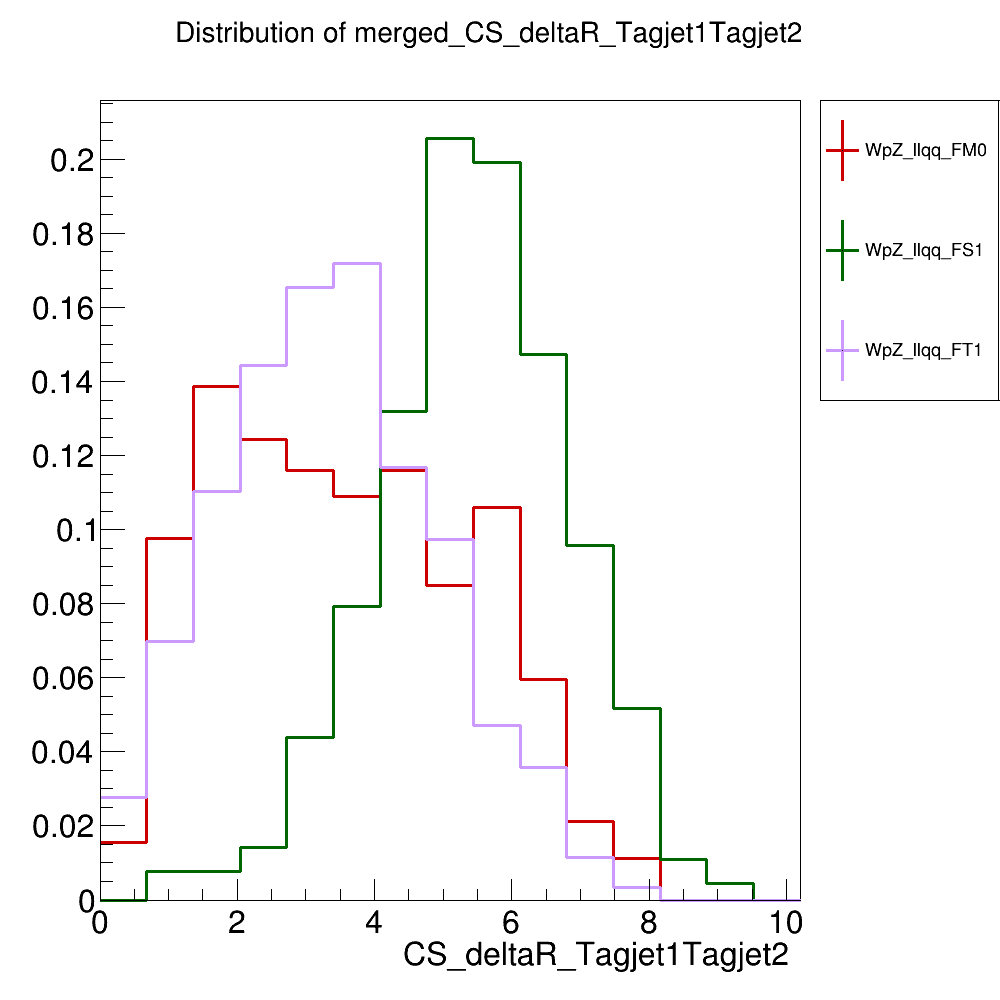 Distribution of merged_CS_deltaR_Tagjet1Tagjet2
WpZ_llqq_FM0
WpZ_llqq_FS1
WpZ_llqq_FT1
0.2
0.18
0.16
0.14
0.12
0.1
0.08
0.06
0.04
0.02
0
0 2 4 6 8 10
CS_deltaR_Tagjet1Tagjet2